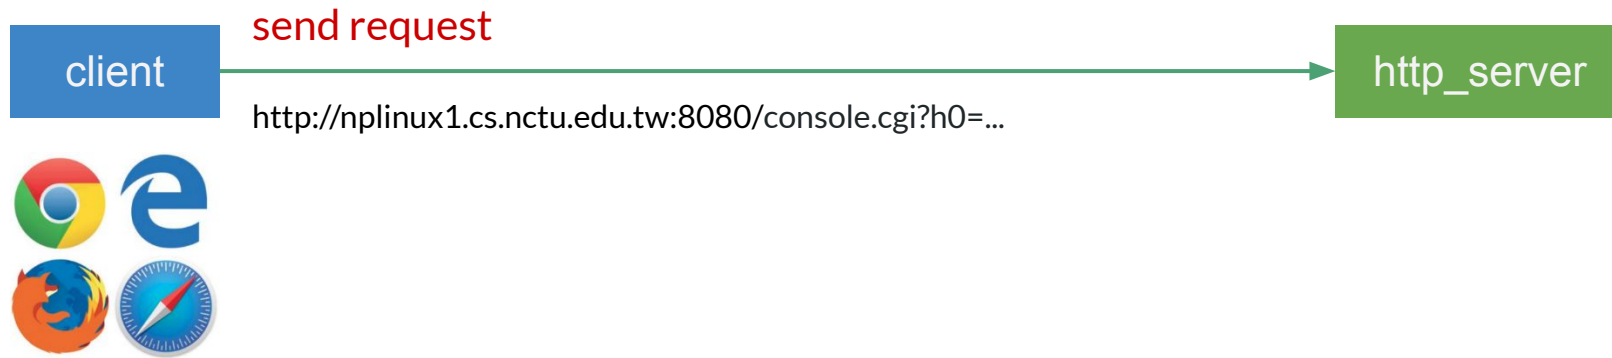 send request
client
http_server
http://nplinux1.cs.nctu.edu.tw:8080/console.cgi?h0=...